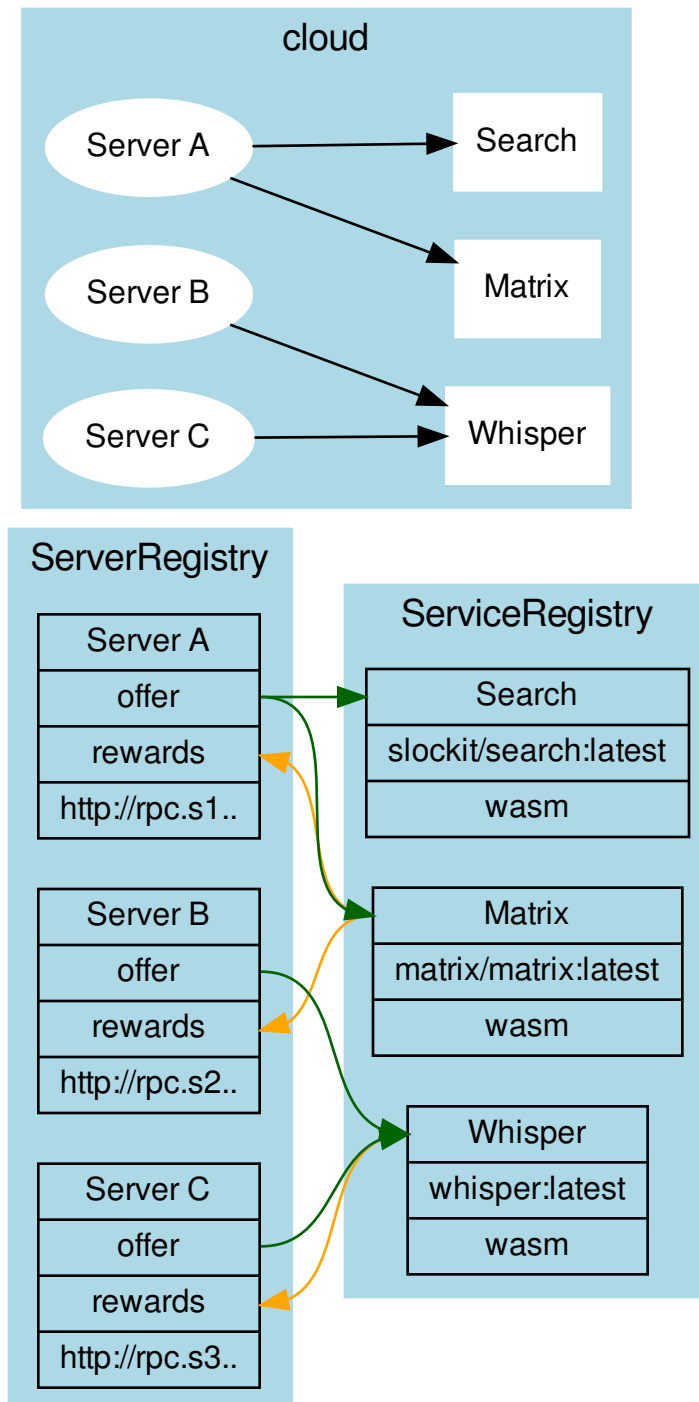 cloud
Server A
Search
Server B
Matrix
Server C
Whisper
ServerRegistry
Server A
offer
rewards
http://rpc.s1..
Server B
offer
rewards
http://rpc.s2..
Server C
offer
rewards
http://rpc.s3..
ServiceRegistry
Search
slockit/search:latest
wasm
Matrix
matrix/matrix:latest
wasm
Whisper
whisper:latest
wasm